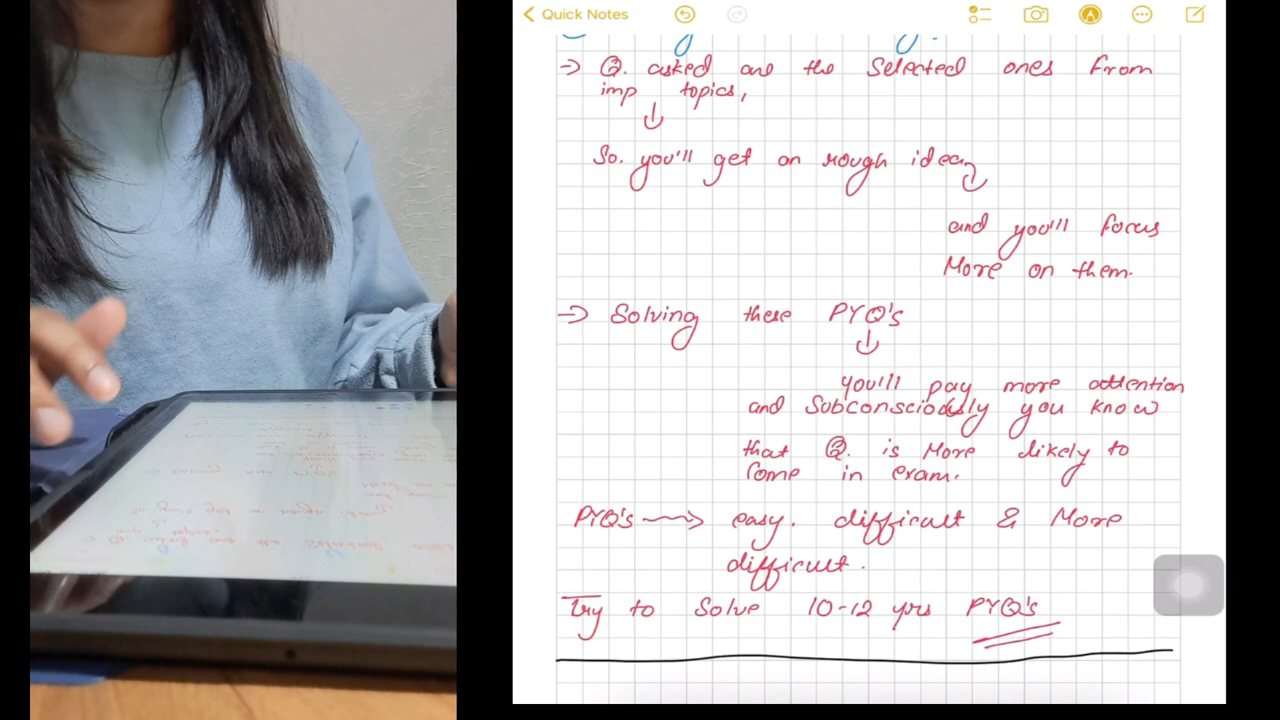 Quick Notes
→ Q. asked are the Selected ones from
imp topics,
↓
So. you'll get an rough idea
and you'll focus
More on them.
→ Solving these PYQ's
↓
you'll pay more attention
and Subconsciously you know
that Q. is More likely to
Come in exam.
PYQ's → easy. difficult & More
difficult.
Try to Solve 10-12 yrs PYQ's